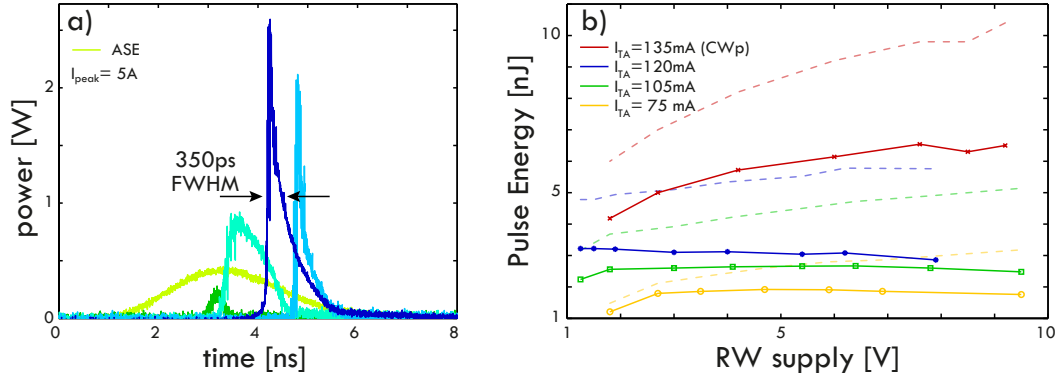 a)
ASE
I_peak = 5A
350ps
FWHM
power [W]
2
1
0
0
2
4
6
8
time [ns]
b)
I_TA = 135mA (CWp)
I_TA = 120mA
I_TA = 105mA
I_TA = 75 mA
Pulse Energy [nJ]
10
5
1
1
5
10
RW supply [V]